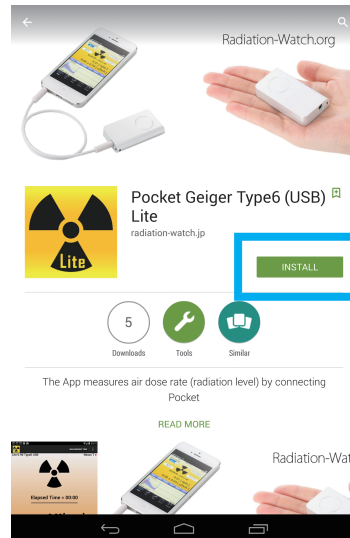 Radiation-Watch.org
Pocket Geiger Type6 (USB)
Lite
radiation-watch.jp
Lite
INSTALL
5
Downloads
Tools
Similar
The App measures air dose rate (radiation level) by connecting
Pocket
READ MORE
Elapsed Time = 00:00
Radiation-Wat